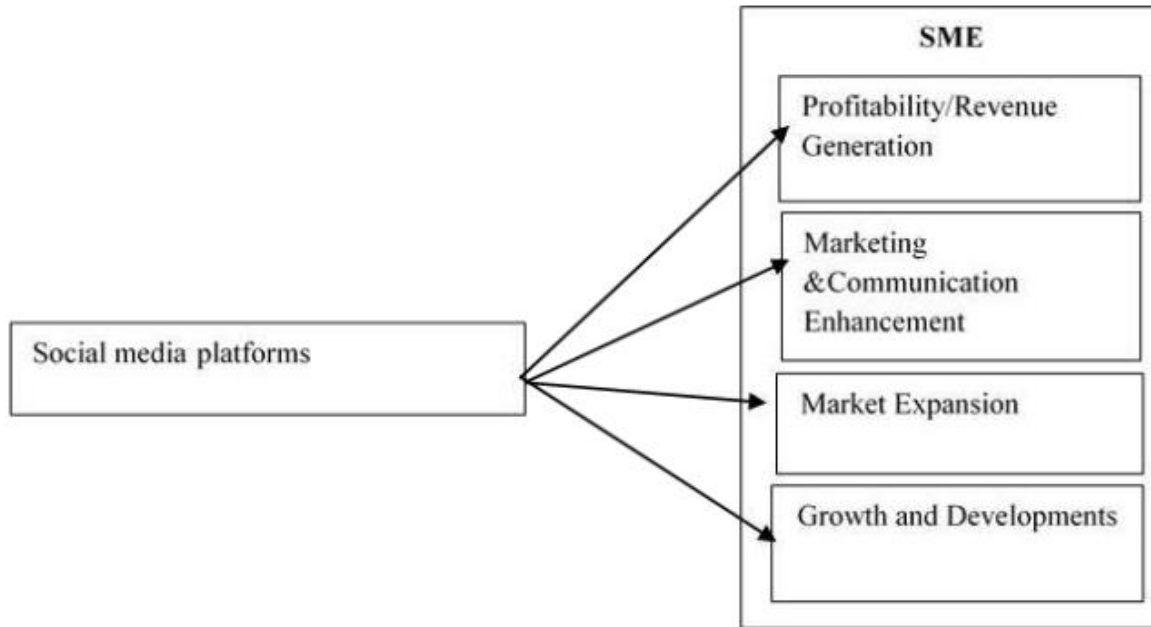 SME
Profitability/Revenue
Generation
Marketing
&Communication
Enhancement
Social media platforms
Market Expansion
Growth and Developments